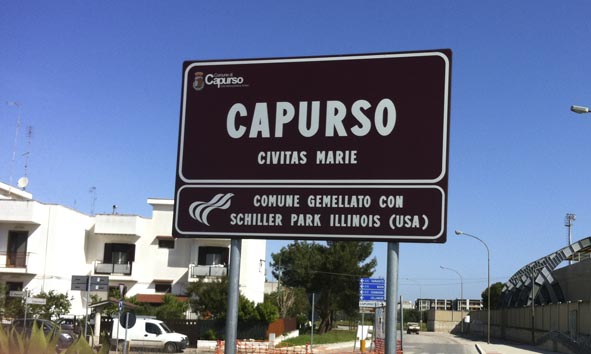 Comune di
Capurso
CAPURSO
CIVITAS MARIE
COMUNE GEMELLATO CON
SCHILLER PARK ILLINOIS (USA)